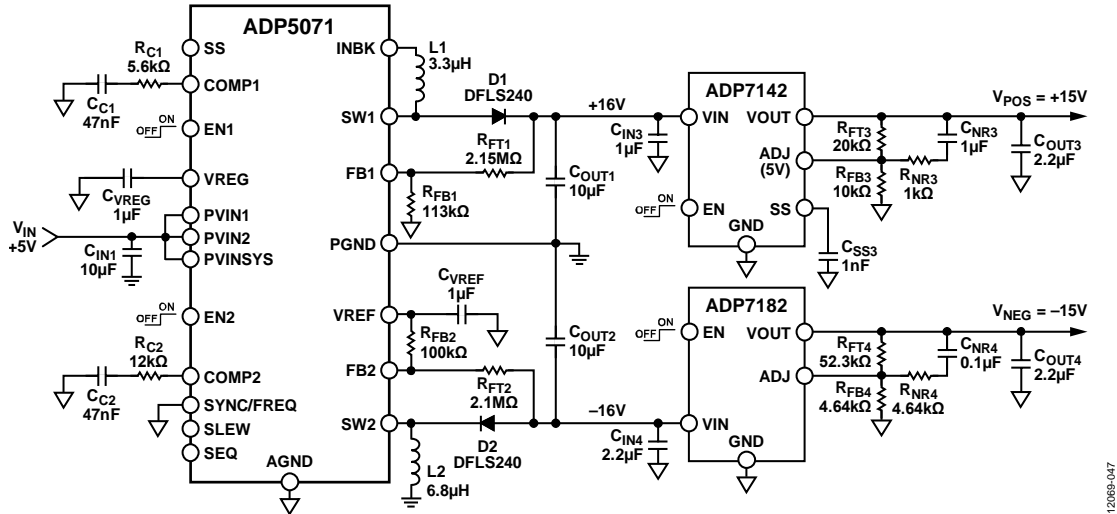 ADP5071
SS
RC1
5.6kΩ
COMP1
CC1
47nF
ON
OFF
EN1
VREG
CVREG
1µF
PVIN1
VIN
+5V
PVIN2
CIN1
10µF
PVINSYS
ON
OFF
EN2
RC2
12kΩ
COMP2
CC2
47nF
SYNC/FREQ
SLEW
SEQ
AGND
INBK
L1
3.3µH
D1
DFLS240
SW1
RFT1
2.15MΩ
FB1
RFB1
113kΩ
COUT1
10µF
PGND
CVREF
1µF
VREF
RFB2
100kΩ
COUT2
10µF
FB2
RFT2
2.1MΩ
SW2
D2
DFLS240
L2
6.8µH
+16V
CIN3
1µF
ADP7142
VIN
VOUT
ADJ
(5V)
ON
OFF
EN
SS
GND
RFT3
20kΩ
CNR3
1µF
RFB3
10kΩ
RNR3
1kΩ
CSS3
1nF
VPOS = +15V
COUT3
2.2µF
–16V
CIN4
2.2µF
ADP7182
ON
OFF
EN
VOUT
ADJ
VIN
GND
RFT4
52.3kΩ
CNR4
0.1µF
RFB4
4.64kΩ
RNR4
4.64kΩ
VNEG = –15V
COUT4
2.2µF
12069-047